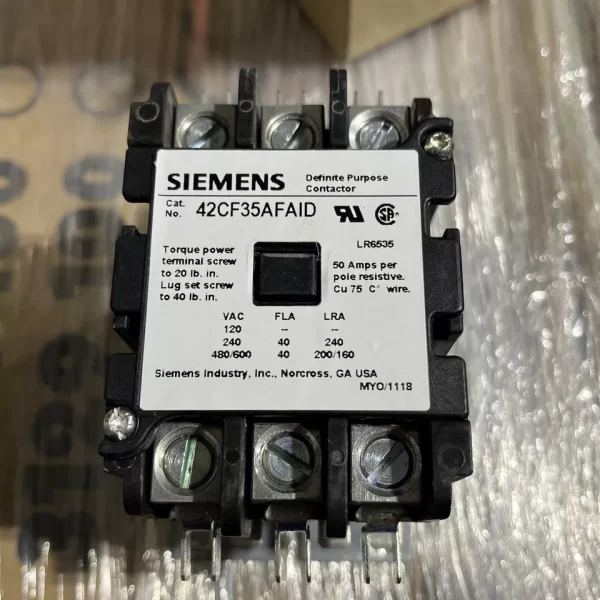 SIEMENS
Definite Purpose
Contactor
Cat.
No. 42CF35AFAID
LR6535
Torque power
terminal screw
to 20 lb. in.
Lug set screw
to 40 lb. in.
50 Amps per
pole resistive.
Cu 75 C° wire.
VAC FLA LRA
120 -- --
240 40 240
480/600 40 200/160
Siemens Industry, Inc., Norcross, GA USA
MYO/1118